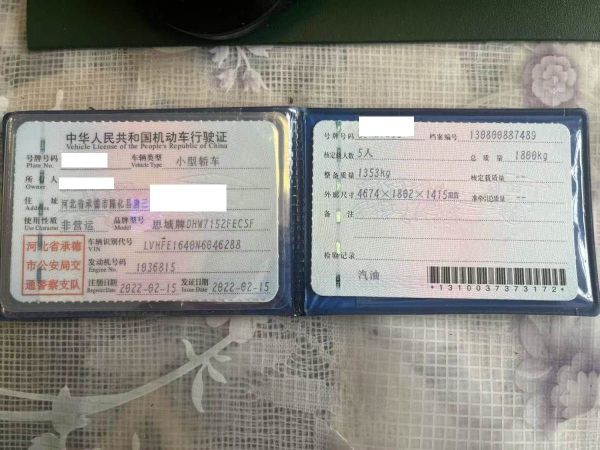 中华人民共和国机动车行驶证
Vehicle License of the People's Republic of China
号牌号码
Plate No.
车辆类型
Vehicle Type
小型轿车
所 有 人
Owner
住 址
Address
河北省承德市隆化县唐三
使用性质
Use Character
非营运
品牌型号
Model
思域牌DHW7152FECSF
河北省承德
市公安局交
通警察支队
车辆识别代号
VIN
LVHFE1640N6046288
发动机号码
Engine No.
1036815
注册日期
Register Date
2022-02-15
发证日期
Issue Date
2022-02-15
号牌号码
档案编号
130800887489
核定载人数
5人
总 质 量
1800kg
整备质量
1353kg
核定载质量
--
外廓尺寸
4674×1802×1415mm
准牵引总质量
--
检验记录
汽油
*1310037373172*